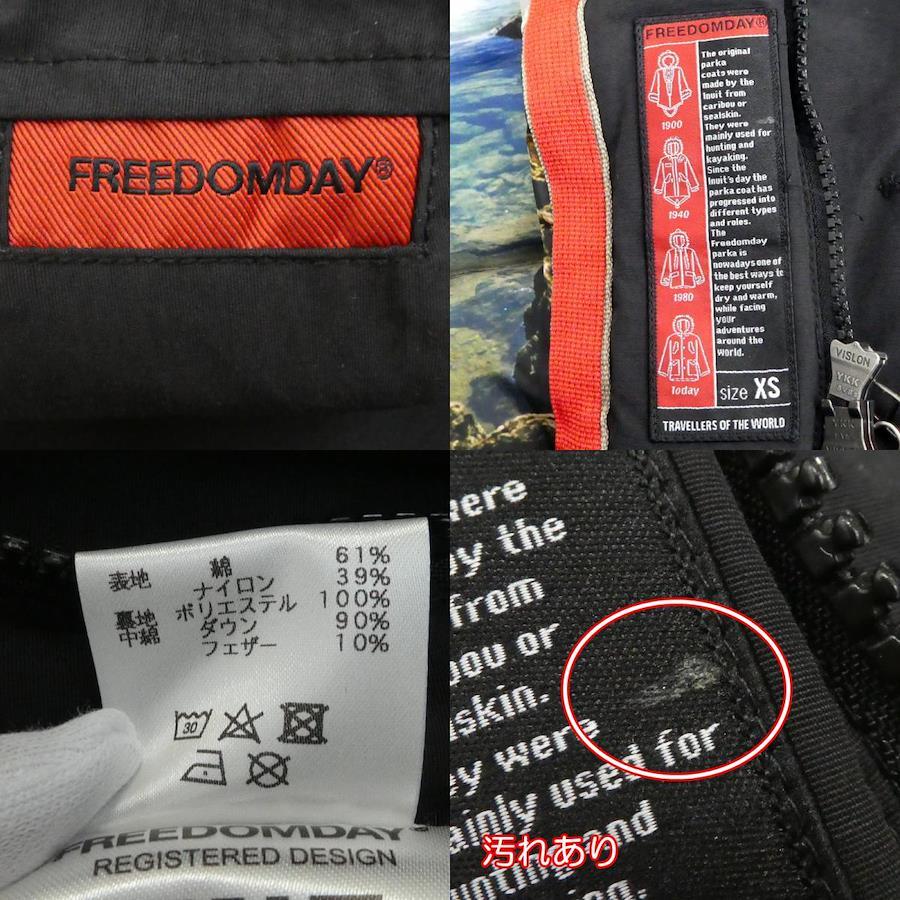 FREEDOMDAY®
FREEDOMDAY®
The original
parka
coats were
made by the
Inuit from
caribou or
sealskin.
They were
mainly used for
hunting and
kayaking.
Since the
Inuit's day the
parka coat has
progressed into
different types
and roles.
The
Freedomday
parka is
nowadays one of
the best ways to
keep yourself
dry and warm,
while facing
your
adventures
around the
world.
1900
1940
1980
Today
size XS
TRAVELLERS OF THE WORLD
VISLON
YKK
YKK
表地 綿 61%
ナイロン 39%
裏地 ポリエステル 100%
中綿 ダウン 90%
フェザー 10%
30
FREEDOMDAY®
REGISTERED DESIGN
were
by the
from
bou or
lskin.
ey were
ainly used for
unting and
汚れあり